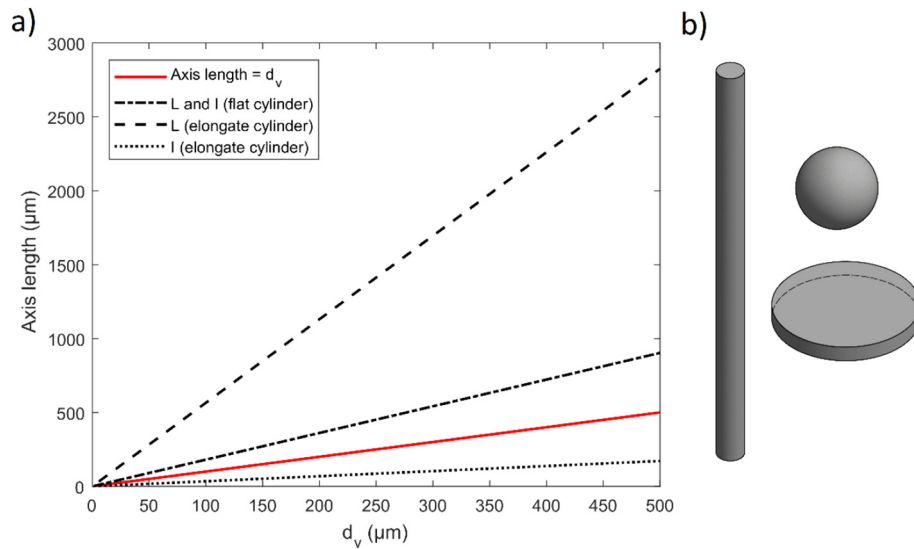 a)
b)
3000
2500
2000
1500
1000
500
0
Axis length (µm)
Axis length = d_v
L and I (flat cylinder)
L (elongate cylinder)
I (elongate cylinder)
0 50 100 150 200 250 300 350 400 450 500
d_v (µm)